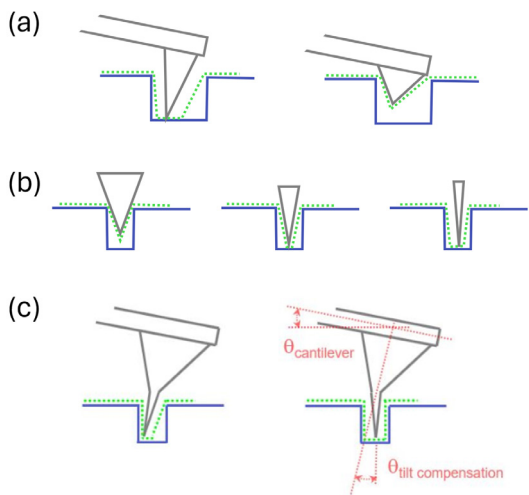 (a)
(b)
(c)
θcantilever
θtilt compensation